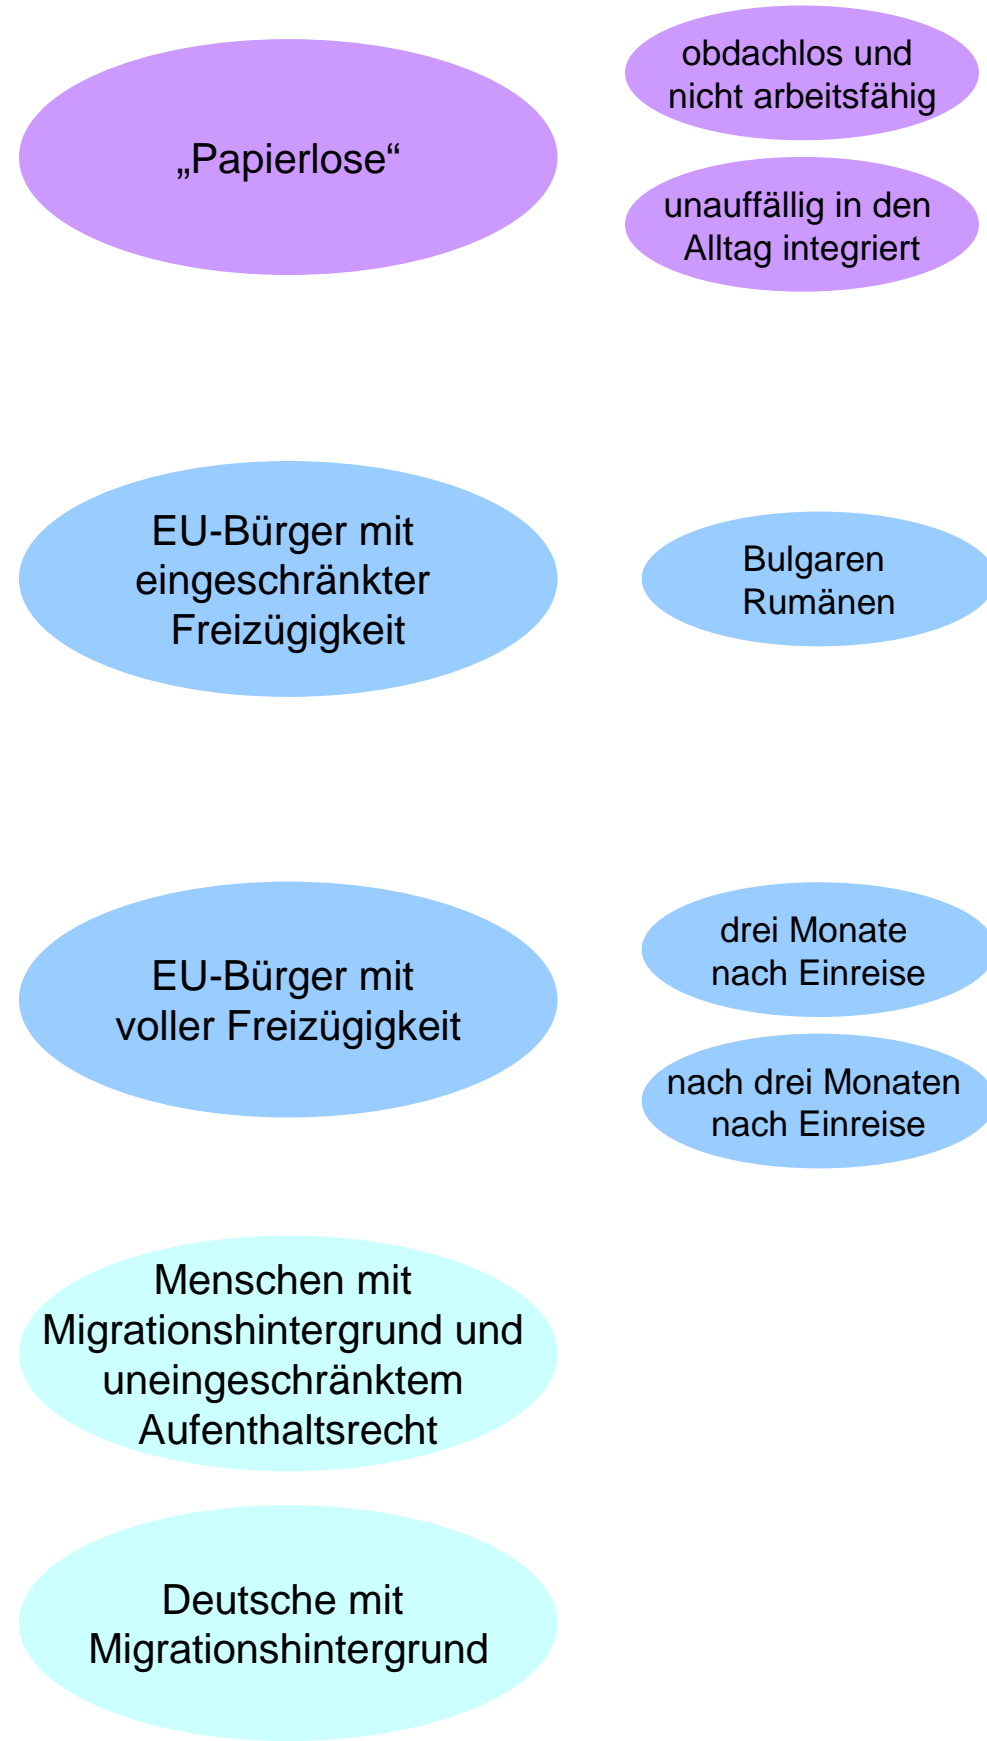 „Papierlose“
obdachlos und
nicht arbeitsfähig
unauffällig in den
Alltag integriert
EU-Bürger mit
eingeschränkter
Freizügigkeit
Bulgaren
Rumänen
EU-Bürger mit
voller Freizügigkeit
drei Monate
nach Einreise
nach drei Monaten
nach Einreise
Menschen mit
Migrationshintergrund und
uneingeschränktem
Aufenthaltsrecht
Deutsche mit
Migrationshintergrund